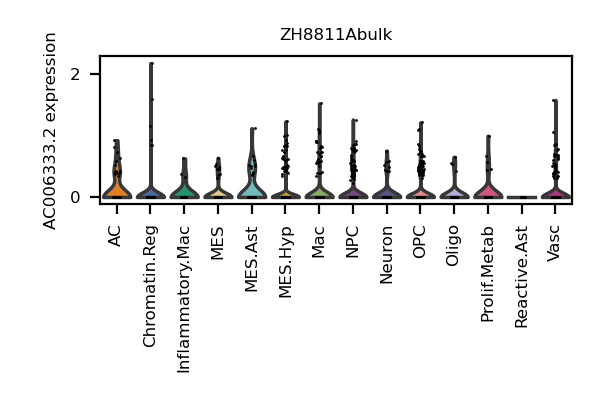 ZH8811Abulk
AC006333.2 expression
2
0
AC
Chromatin.Reg
Inflammatory.Mac
MES
MES.Ast
MES.Hyp
Mac
NPC
Neuron
OPC
Oligo
Prolif.Metab
Reactive.Ast
Vasc